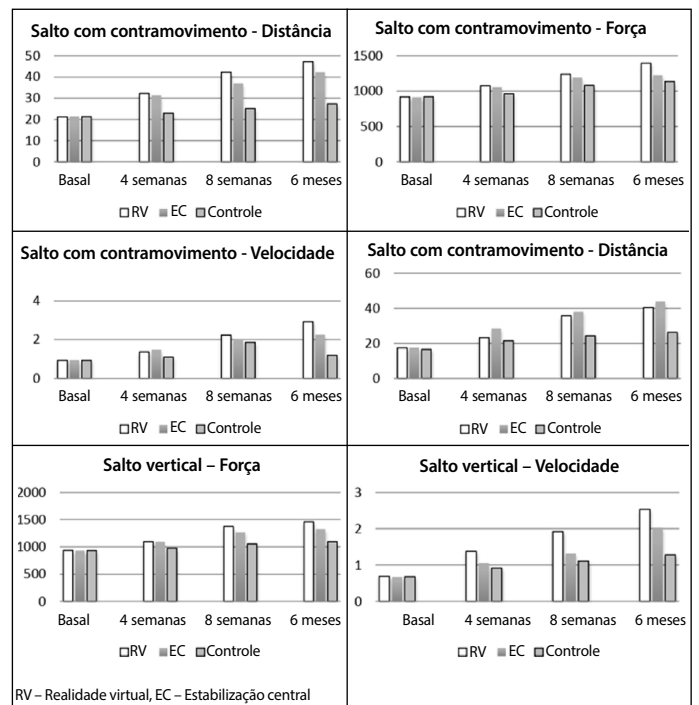 Salto com contramovimento - Distância
50
40
30
20
10
0
Basal 4 semanas 8 semanas 6 meses
RV EC Controle
Salto com contramovimento - Força
1500
1000
500
0
Basal 4 semanas 8 semanas 6 meses
RV EC Controle
Salto com contramovimento - Velocidade
4
2
0
Basal 4 semanas 8 semanas 6 meses
RV EC Controle
Salto com contramovimento - Distância
60
40
20
0
Basal 4 semanas 8 semanas 6 meses
RV EC Controle
Salto vertical – Força
2000
1500
1000
500
0
Basal 4 semanas 8 semanas 6 meses
RV EC Controle
Salto vertical – Velocidade
3
2
1
0
Basal 4 semanas 8 semanas 6 meses
RV EC Controle
RV – Realidade virtual, EC – Estabilização central